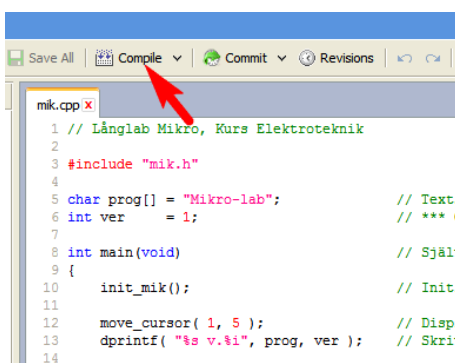 Save All Compile Commit Revisions
mik.cpp x
1 // Långlab Mikro, Kurs Elektroteknik
2
3 #include "mik.h"
4
5 char prog[] = "Mikro-lab"; // Text
6 int ver = 1; // ***
7
8 int main(void) // Själ
9 {
10 init_mik(); // Init
11
12 move_cursor( 1, 5 ); // Disp
13 dprintf( "%s v.%i", prog, ver ); // Skri
14